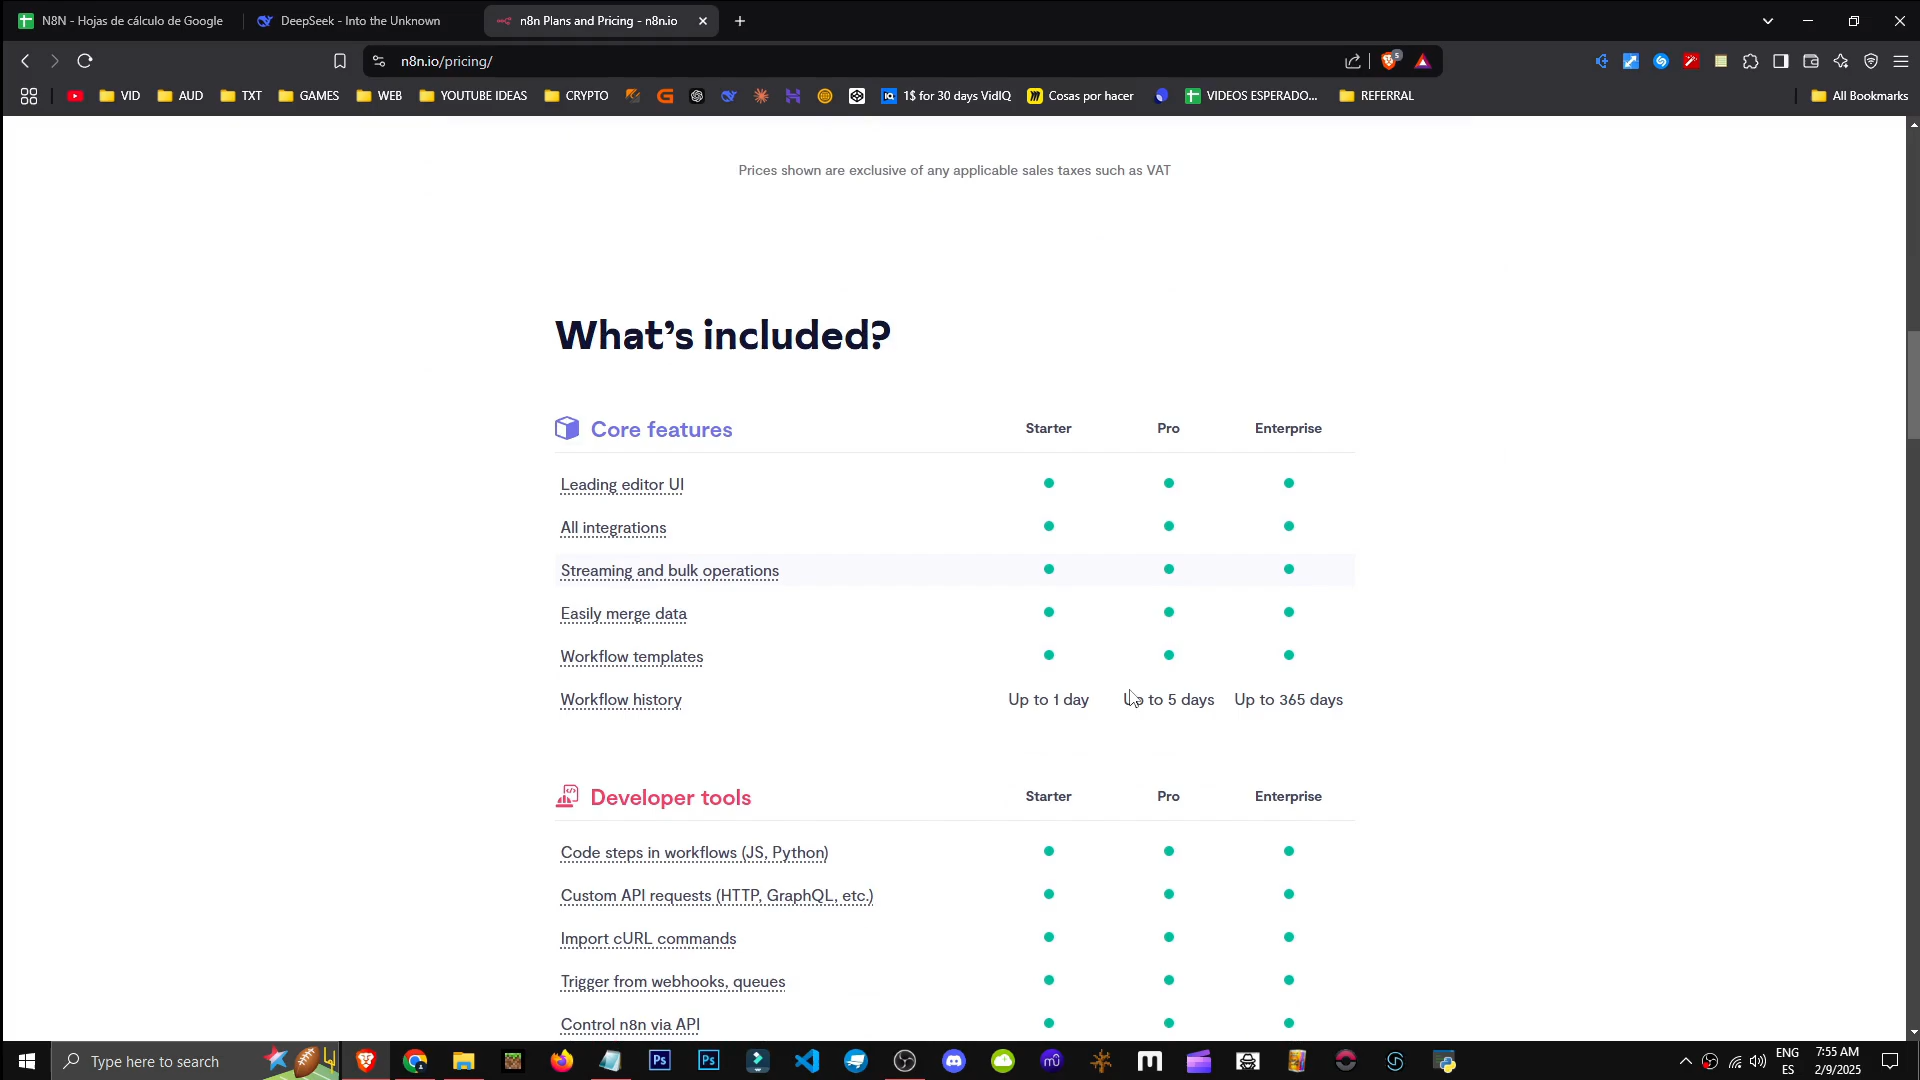 N8N - Hojas de cálculo de Google
DeepSeek - Into the Unknown
n8n Plans and Pricing - n8n.io
n8n.io/pricing/
5
VID
AUD
TXT
GAMES
WEB
YOUTUBE IDEAS
CRYPTO
1$ for 30 days VidIQ
Cosas por hacer
VIDEOS ESPERADO...
REFERRAL
All Bookmarks
Prices shown are exclusive of any applicable sales taxes such as VAT
What's included?
Core features Starter Pro Enterprise
Leading editor UI
All integrations
Streaming and bulk operations
Easily merge data
Workflow templates
Workflow history Up to 1 day Up to 5 days Up to 365 days
Developer tools Starter Pro Enterprise
Code steps in workflows (JS, Python)
Custom API requests (HTTP, GraphQL, etc.)
Import cURL commands
Trigger from webhooks, queues
Control n8n via API
Type here to search
Ps
Ps
ENG
ES
7:55 AM
2/9/2025